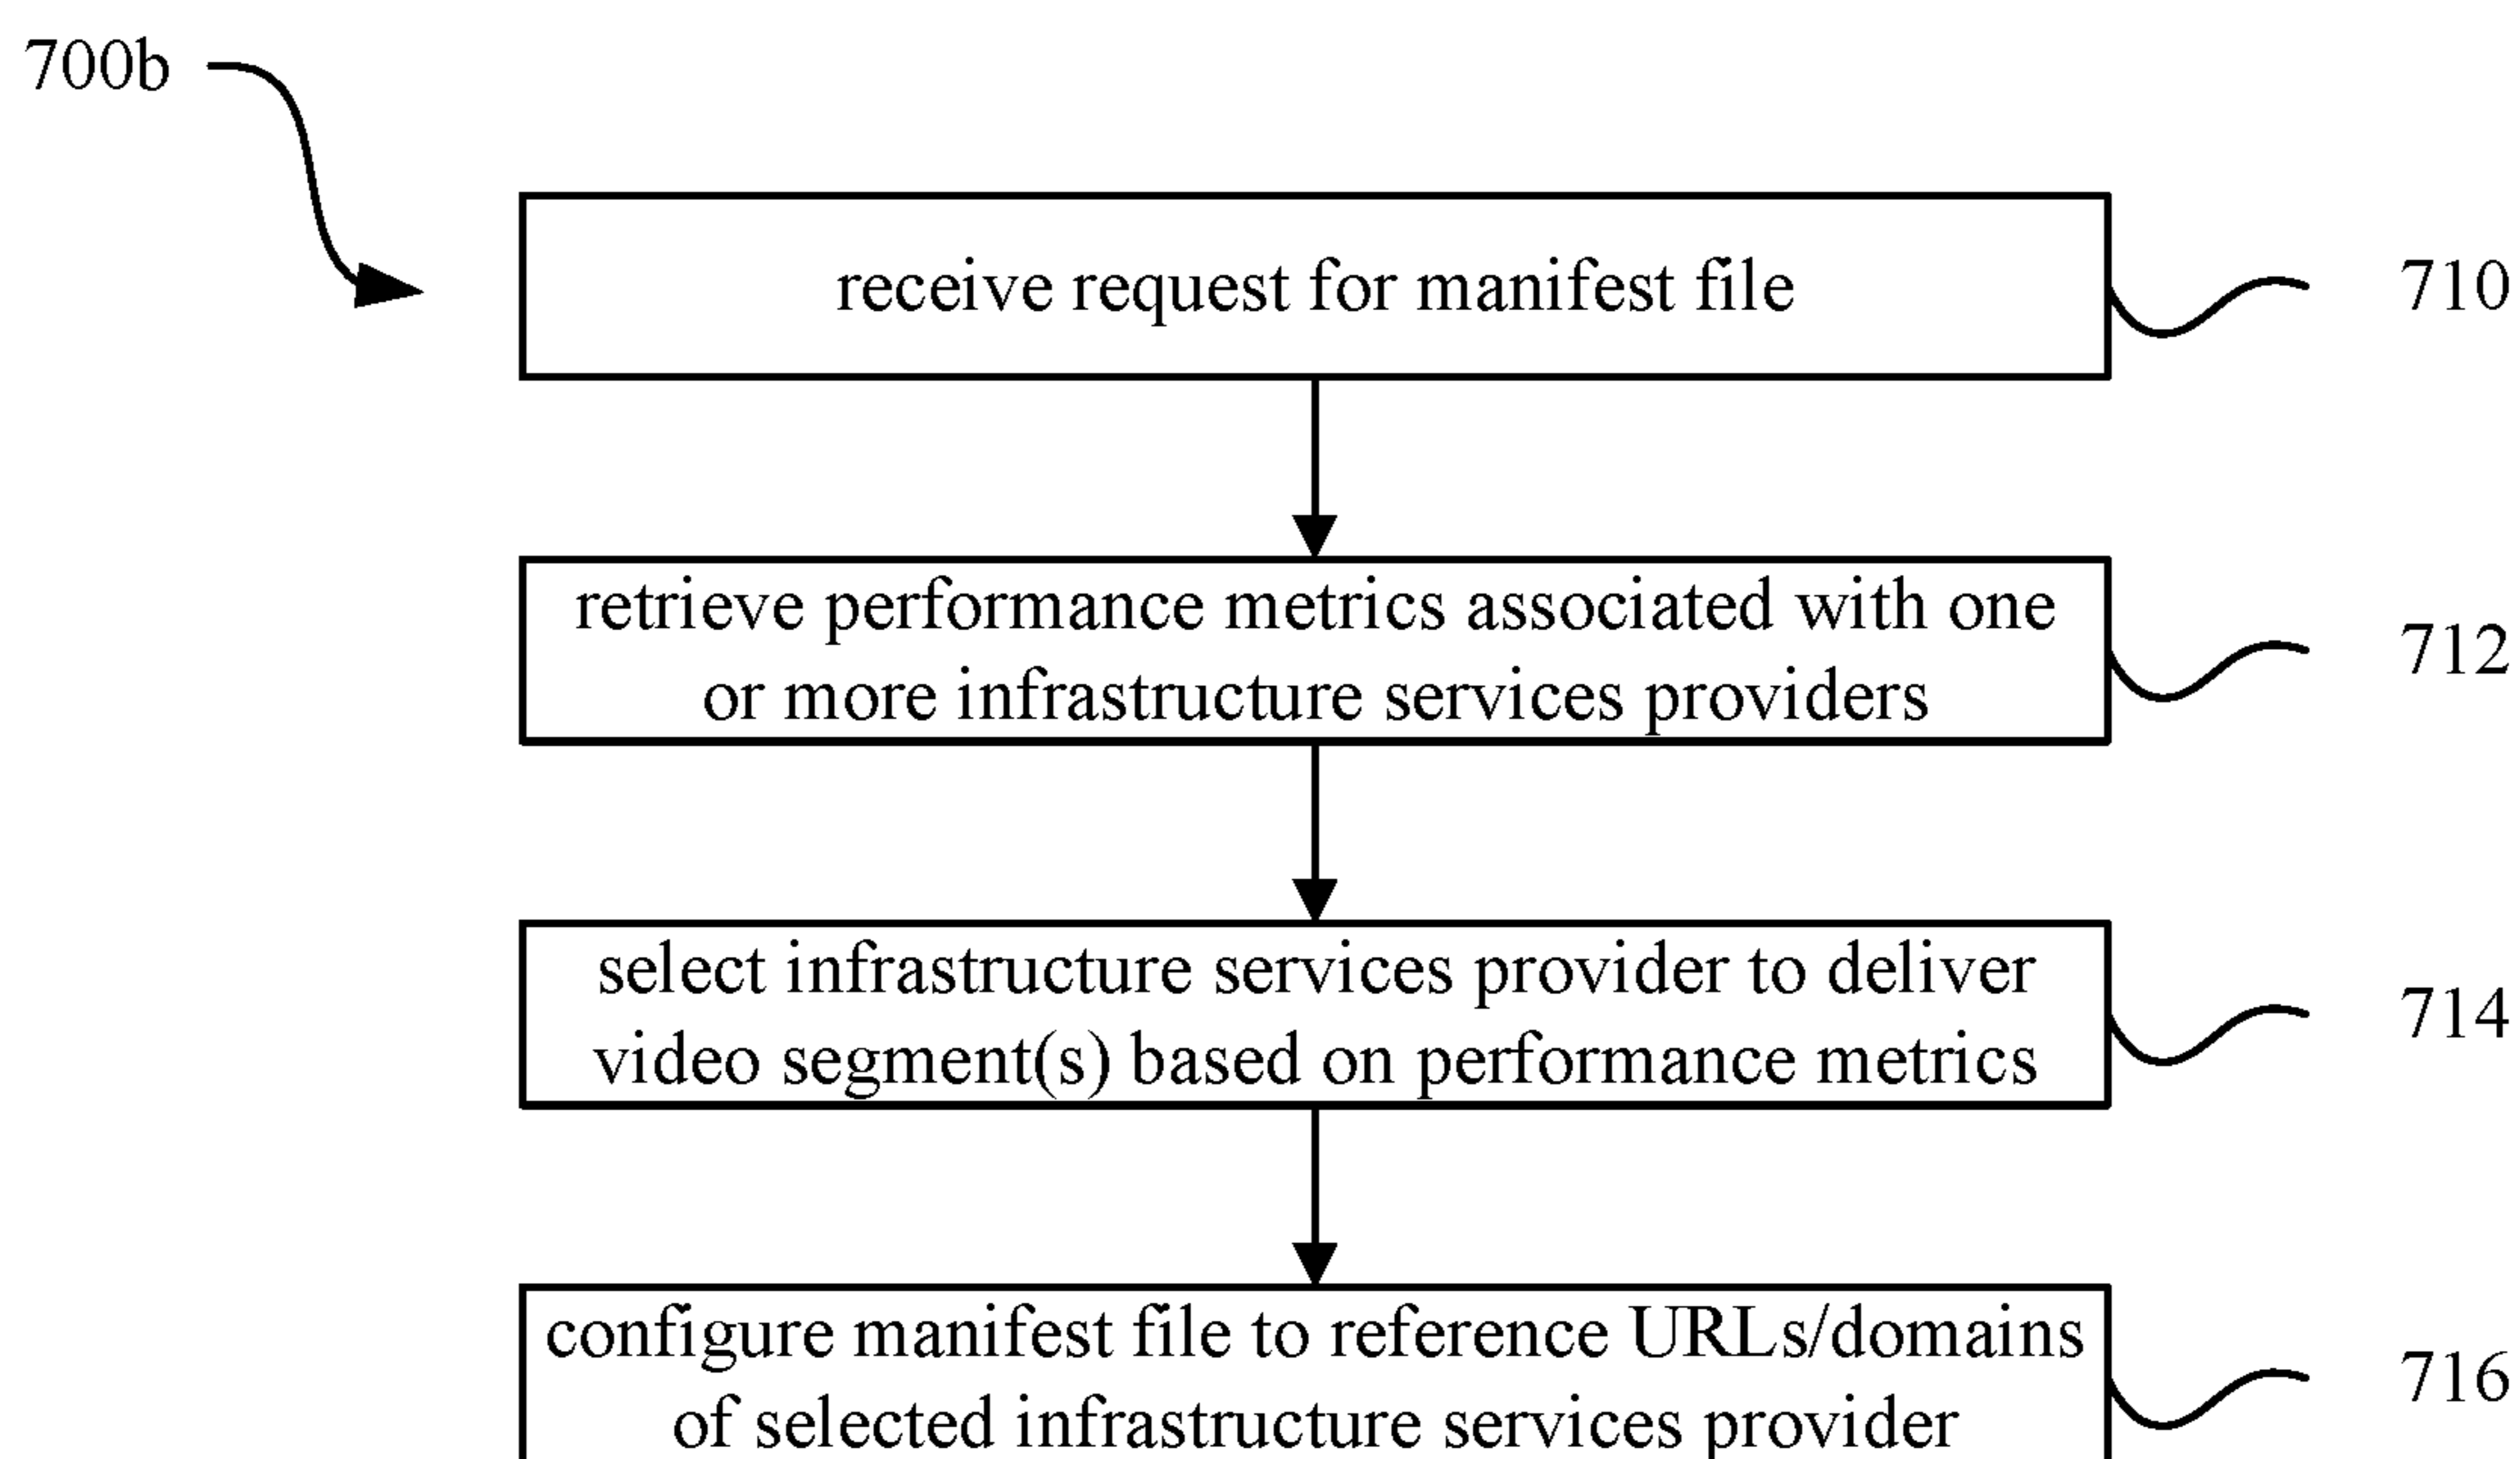 700b
receive request for manifest file
710
retrieve performance metrics associated with one
or more infrastructure services providers
712
select infrastructure services provider to deliver
video segment(s) based on performance metrics
714
configure manifest file to reference URLs/domains
of selected infrastructure services provider
716